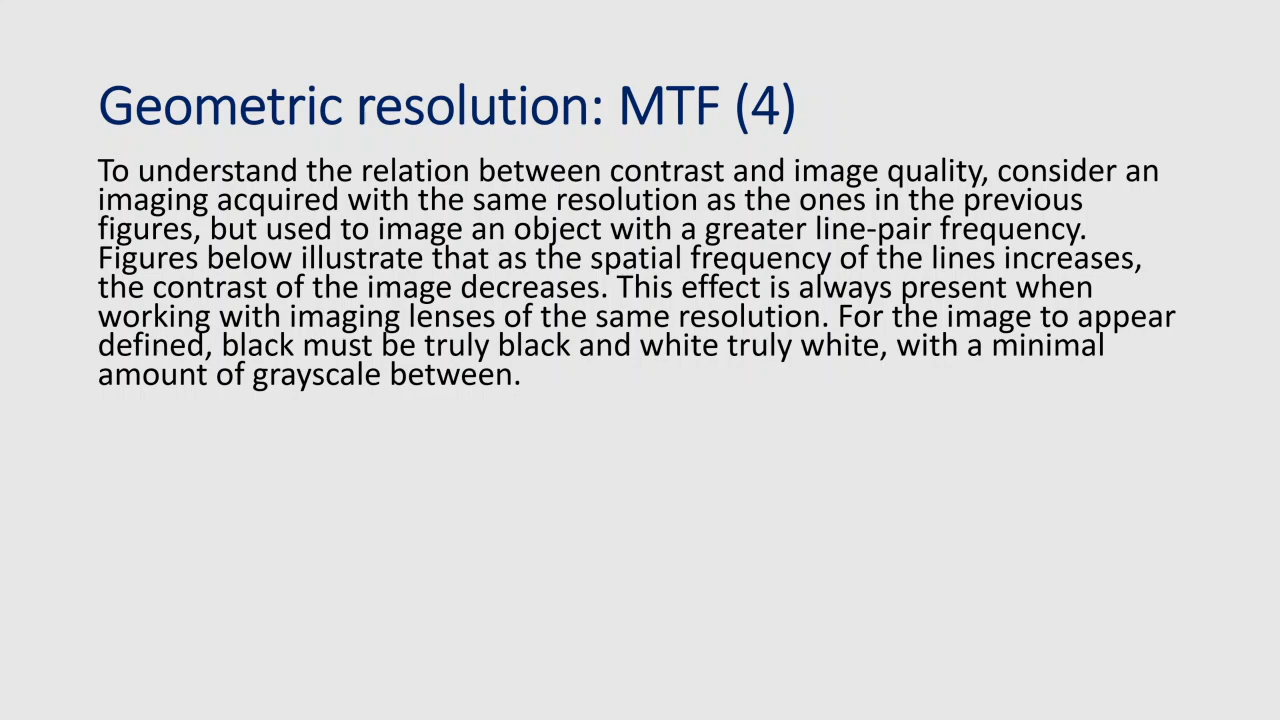 Geometric resolution: MTF (4)
To understand the relation between contrast and image quality, consider an
imaging acquired with the same resolution as the ones in the previous
figures, but used to image an object with a greater line-pair frequency.
Figures below illustrate that as the spatial frequency of the lines increases,
the contrast of the image decreases. This effect is always present when
working with imaging lenses of the same resolution. For the image to appear
defined, black must be truly black and white truly white, with a minimal
amount of grayscale between.